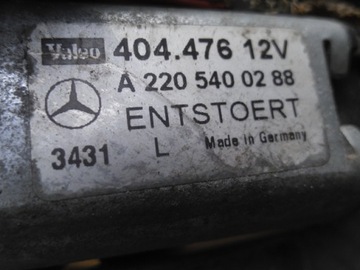 Valeo 404.476 12V
A 220 540 02 88
ENTSTOERT
3431 L Made in Germany